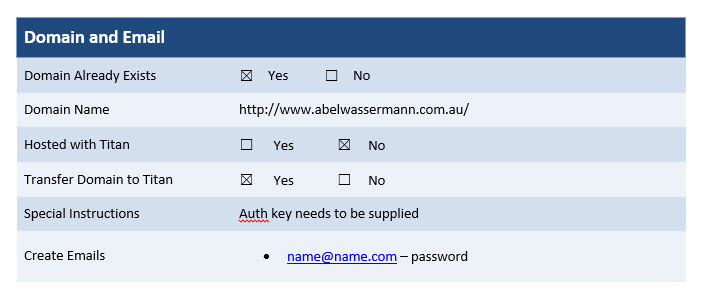 Domain and Email
Domain Already Exists ☒ Yes ☐ No
Domain Name http://www.abelwassermann.com.au/
Hosted with Titan ☐ Yes ☒ No
Transfer Domain to Titan ☒ Yes ☐ No
Special Instructions Auth key needs to be supplied
Create Emails • name@name.com – password